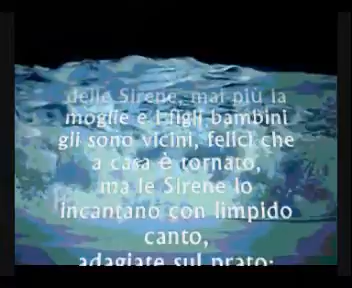 delle Sirene, mai più la
moglie e i figli bambini
gli sono vicini, felici che
a casa è tornato,
ma le Sirene lo
incantano con limpido
canto,
adagiate sul prato: